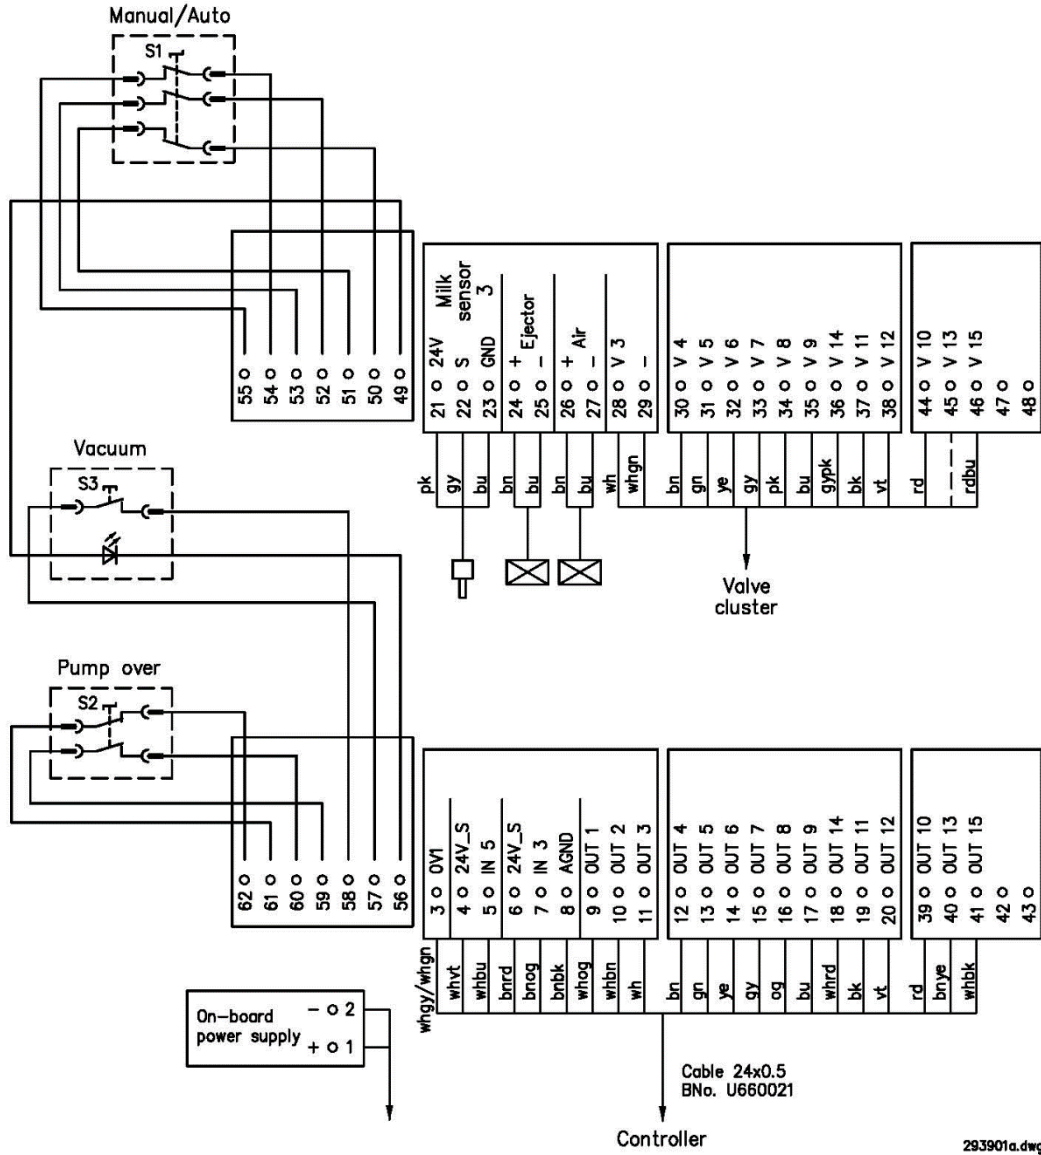 Manual/Auto
S1
55
54
53
52
51
50
49
Milk
sensor
3
21 24V
22 S
23 GND
24 +
Ejector
25 –
26 +
Air
27 –
28 V 3
29 –
30 V 4
31 V 5
32 V 6
33 V 7
34 V 8
35 V 9
36 V 14
37 V 11
38 V 12
44 V 10
45 V 13
46 V 15
47
48
pk
gy
bu
bn
bu
bn
bu
wh
whgn
bn
gn
ye
gy
pk
bu
gypk
bk
vt
rd
rdbu
Valve
cluster
Vacuum
S3
Pump over
S2
62
61
60
59
58
57
56
3 OV1
4 24V_S
5 IN 5
6 24V_S
7 IN 3
8 AGND
9 OUT 1
10 OUT 2
11 OUT 3
12 OUT 4
13 OUT 5
14 OUT 6
15 OUT 7
16 OUT 8
17 OUT 9
18 OUT 14
19 OUT 11
20 OUT 12
39 OUT 10
40 OUT 13
41 OUT 15
42
43
whgy/whgn
whvt
whbu
bnrd
bnog
bnbk
whog
whbn
wh
bn
gn
ye
gy
og
bu
whrd
bk
vt
rd
bnye
whbk
On-board
power supply
– 2
+ 1
Cable 24x0.5
BNo. U660021
Controller
293901a.dwg